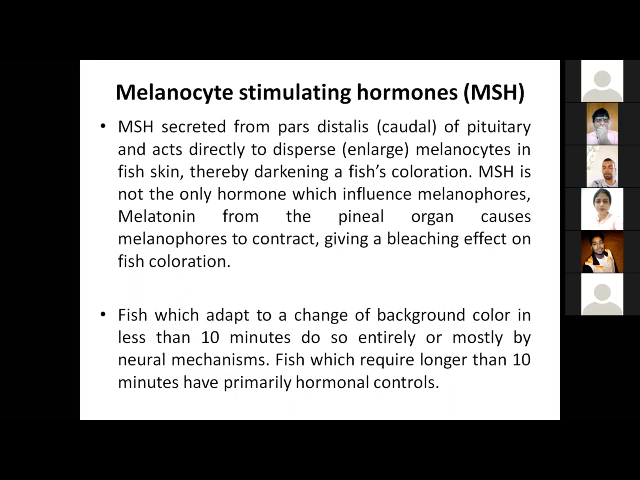 Melanocyte stimulating hormones (MSH)
• MSH secreted from pars distalis (caudal) of pituitary
and acts directly to disperse (enlarge) melanocytes in
fish skin, thereby darkening a fish's coloration. MSH is
not the only hormone which influence melanophores,
Melatonin from the pineal organ causes
melanophores to contract, giving a bleaching effect on
fish coloration.
• Fish which adapt to a change of background color in
less than 10 minutes do so entirely or mostly by
neural mechanisms. Fish which require longer than 10
minutes have primarily hormonal controls.